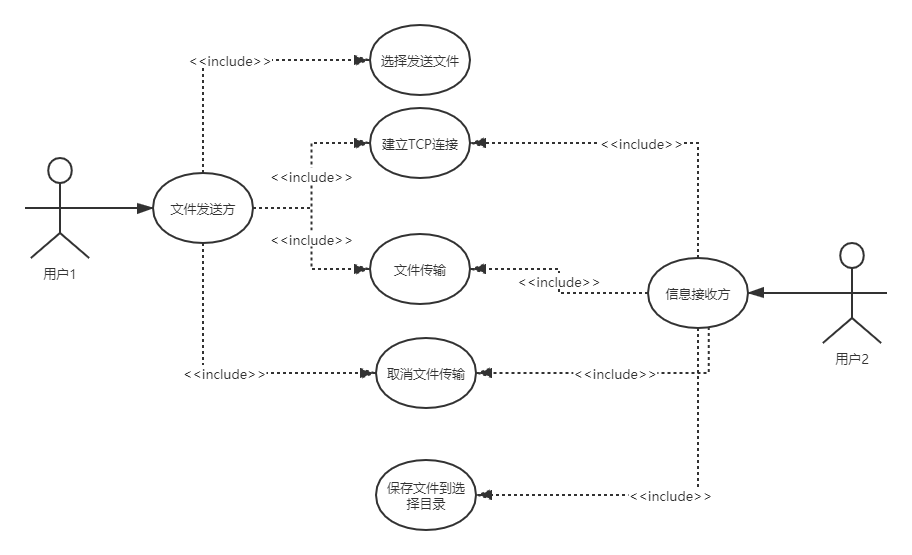 <<include>>
选择发送文件
建立TCP连接
<<include>>
<<include>>
文件发送方
<<include>>
用户1
文件传输
<<include>>
信息接收方
用户2
<<include>>
取消文件传输
<<include>>
保存文件到选
择目录
<<include>>